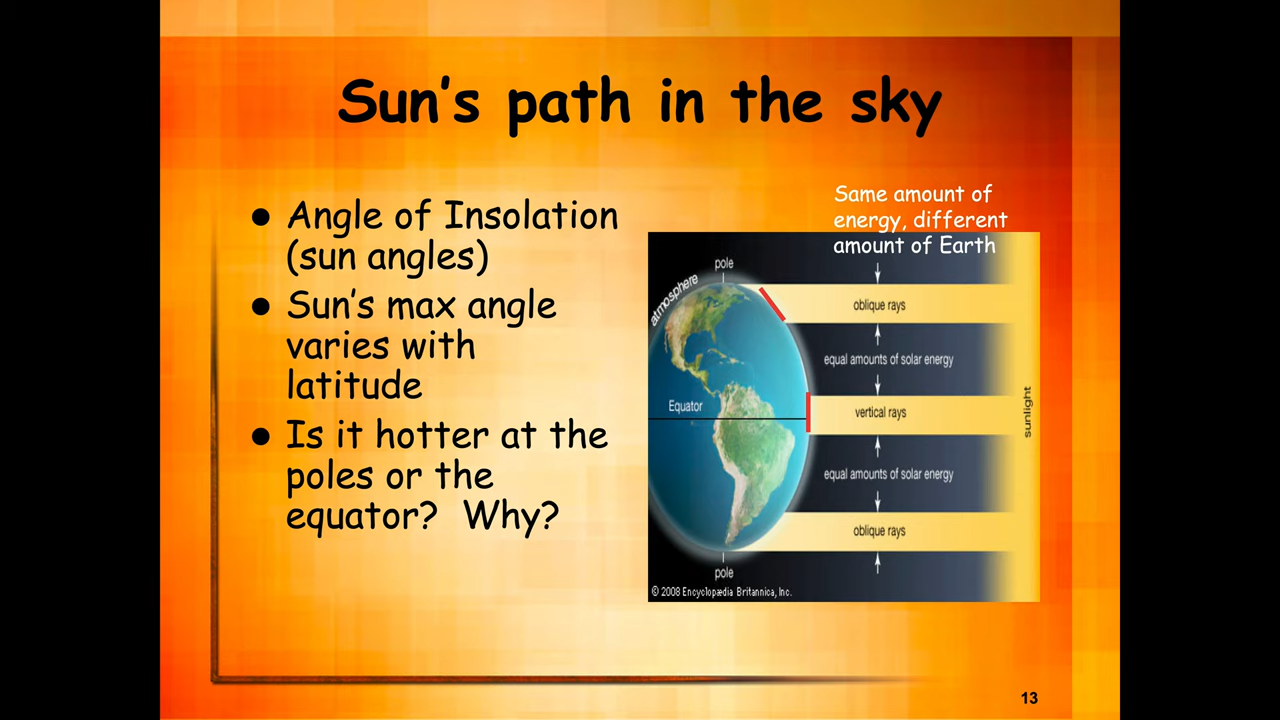 Sun's path in the sky
● Angle of Insolation
(sun angles)
● Sun's max angle
varies with
latitude
● Is it hotter at the
poles or the
equator?  Why?
Same amount of
energy, different
amount of Earth
pole
atmosphere
oblique rays
equal amounts of solar energy
Equator
vertical rays
sunlight
equal amounts of solar energy
oblique rays
pole
© 2008 Encyclopædia Britannica, Inc.
13